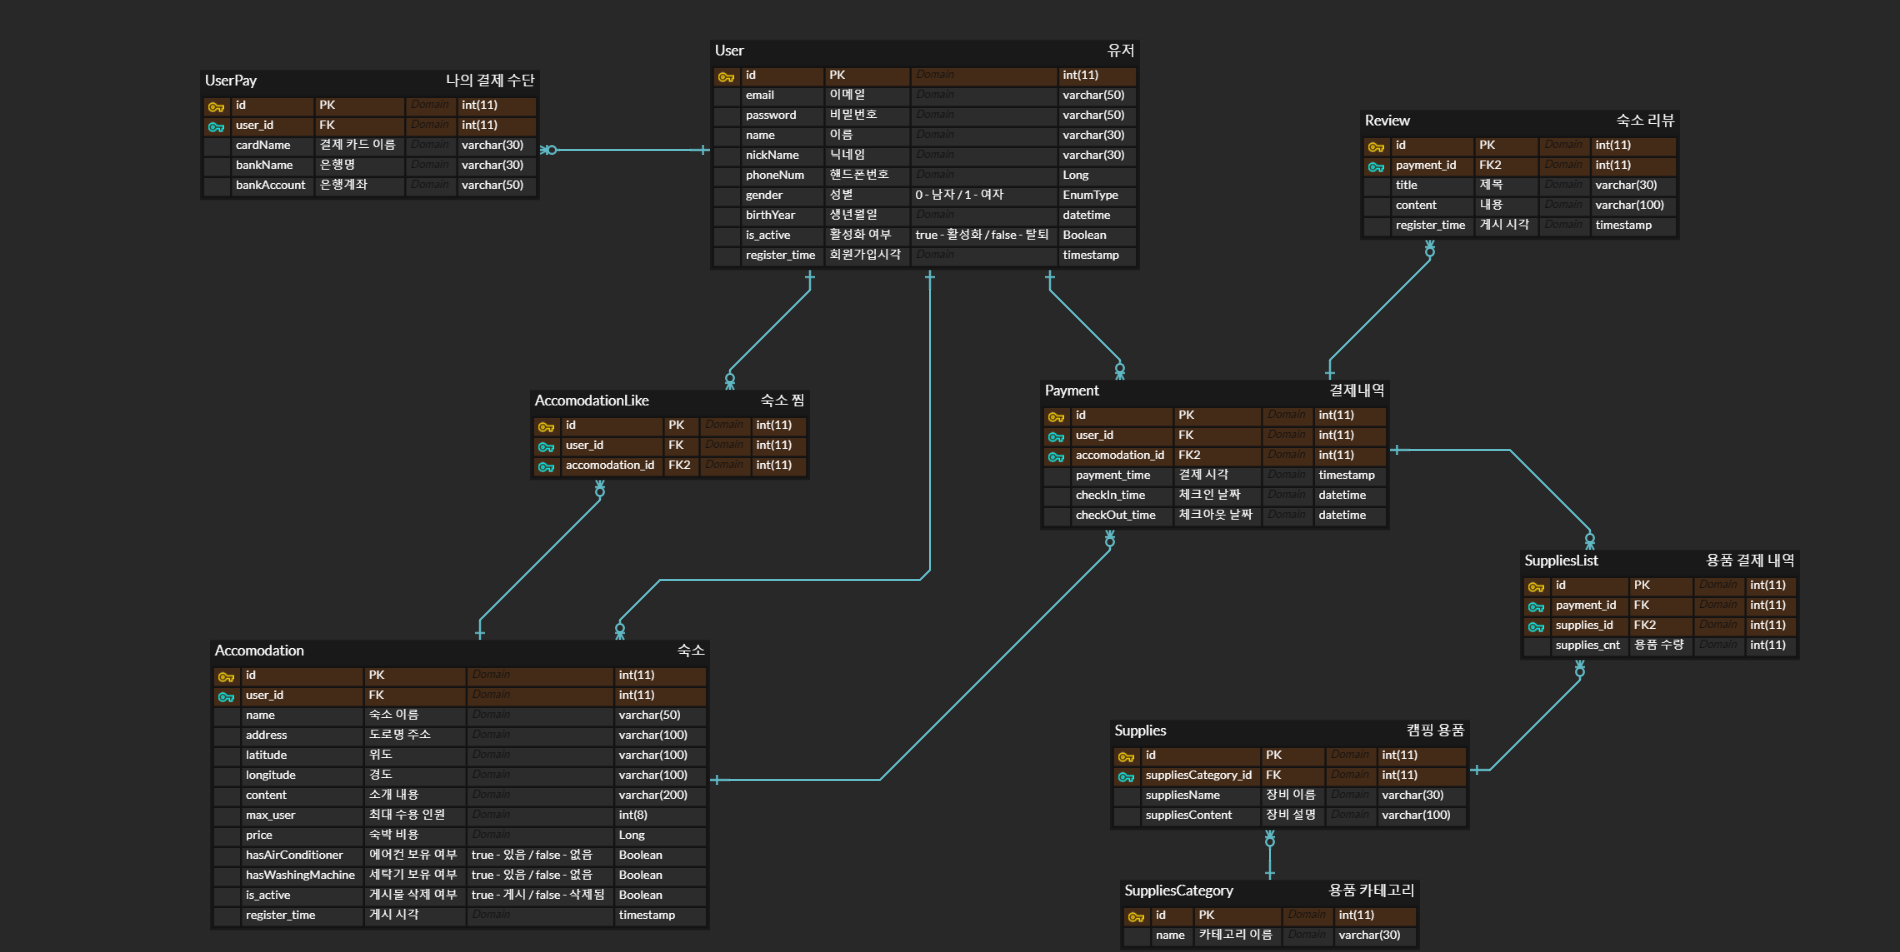 User 유저
id PK Domain int(11)
email 이메일 Domain varchar(50)
password 비밀번호 Domain varchar(50)
name 이름 Domain varchar(30)
nickName 닉네임 Domain varchar(30)
phoneNum 핸드폰번호 Domain Long
gender 성별 0 - 남자 / 1 - 여자 EnumType
birthYear 생년월일 Domain datetime
is_active 활성화 여부 true - 활성화 / false - 탈퇴 Boolean
register_time 회원가입시각 Domain timestamp
UserPay 나의 결제 수단
id PK Domain int(11)
user_id FK Domain int(11)
cardName 결제 카드 이름 Domain varchar(30)
bankName 은행명 Domain varchar(30)
bankAccount 은행계좌 Domain varchar(50)
Review 숙소 리뷰
id PK Domain int(11)
payment_id FK2 Domain int(11)
title 제목 Domain varchar(30)
content 내용 Domain varchar(100)
register_time 게시 시각 Domain timestamp
AccomodationLike 숙소 찜
id PK Domain int(11)
user_id FK Domain int(11)
accomodation_id FK2 Domain int(11)
Payment 결제내역
id PK Domain int(11)
user_id FK Domain int(11)
accomodation_id FK2 Domain int(11)
payment_time 결제 시각 Domain timestamp
checkIn_time 체크인 날짜 Domain datetime
checkOut_time 체크아웃 날짜 Domain datetime
SuppliesList 용품 결제 내역
id PK Domain int(11)
payment_id FK Domain int(11)
supplies_id FK2 Domain int(11)
supplies_cnt 용품 수량 Domain int(11)
Accomodation 숙소
id PK Domain int(11)
user_id FK Domain int(11)
name 숙소 이름 Domain varchar(50)
address 도로명 주소 Domain varchar(100)
latitude 위도 Domain varchar(100)
longitude 경도 Domain varchar(100)
content 소개 내용 Domain varchar(200)
max_user 최대 수용 인원 Domain int(8)
price 숙박 비용 Domain Long
hasAirConditioner 에어컨 보유 여부 true - 있음 / false - 없음 Boolean
hasWashingMachine 세탁기 보유 여부 true - 있음 / false - 없음 Boolean
is_active 게시물 삭제 여부 true - 게시 / false - 삭제됨 Boolean
register_time 게시 시각 Domain timestamp
Supplies 캠핑 용품
id PK Domain int(11)
suppliesCategory_id FK Domain int(11)
suppliesName 장비 이름 Domain varchar(30)
suppliesContent 장비 설명 Domain varchar(100)
SuppliesCategory 용품 카테고리
id PK Domain int(11)
name 카테고리 이름 Domain varchar(30)